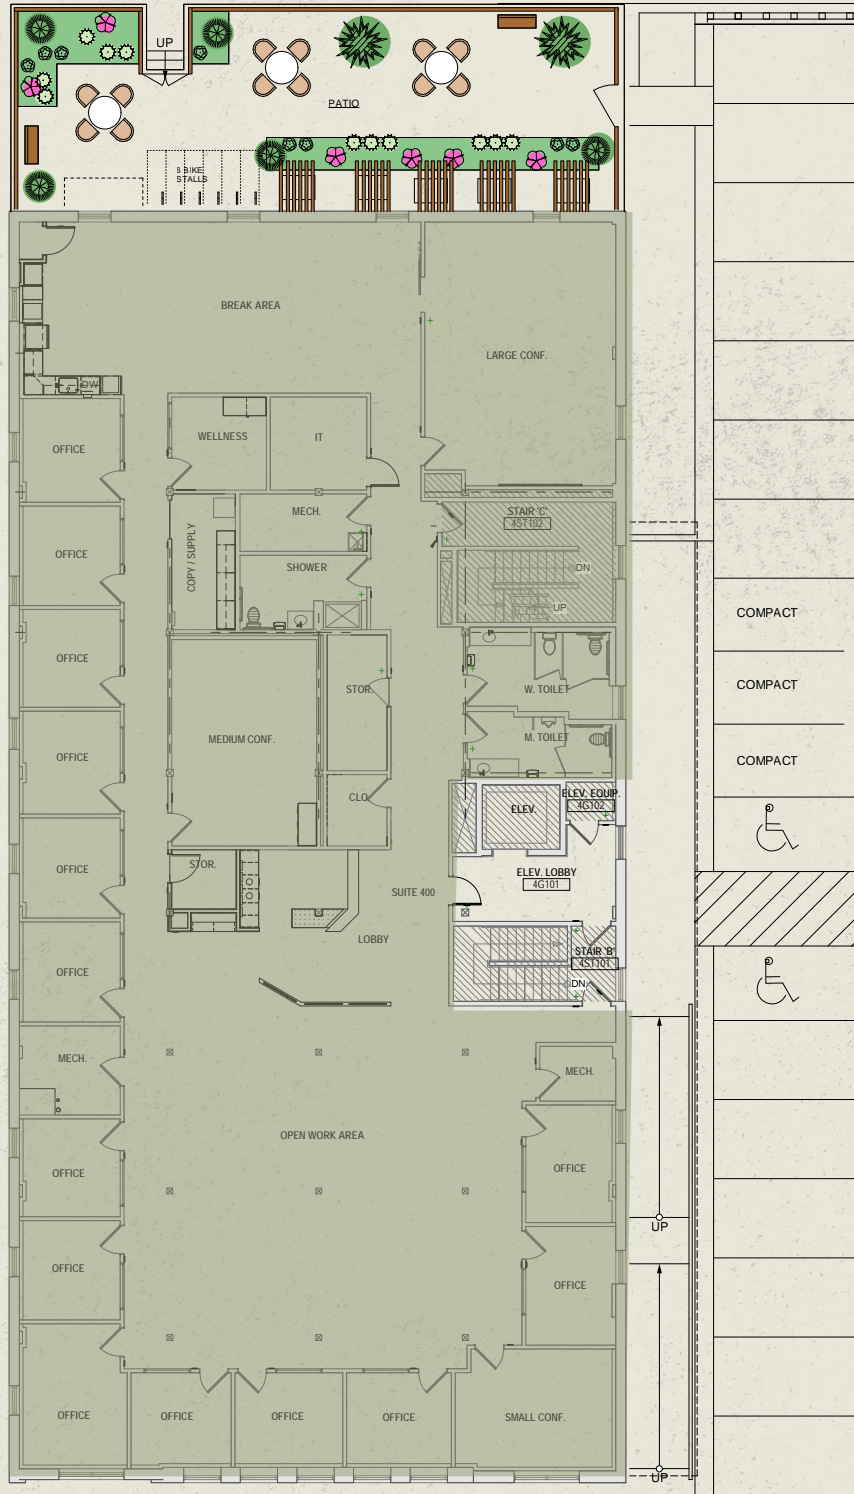 UP
PATIO
6 BIKE
STALLS
BREAK AREA
LARGE CONF.
DW
OFFICE
WELLNESS
IT
MECH.
STAIR 'C'
4ST102
COPY / SUPPLY
OFFICE
SHOWER
DN
UP
COMPACT
OFFICE
STOR.
W. TOILET
COMPACT
MEDIUM CONF.
M. TOILET
OFFICE
COMPACT
CLO.
ELEV.
ELEV. EQUIP.
4G102
STOR.
OFFICE
ELEV. LOBBY
4G101
SUITE 400
LOBBY
OFFICE
STAIR 'B'
4ST101
DN
MECH.
MECH.
OPEN WORK AREA
OFFICE
OFFICE
UP
OFFICE
OFFICE
OFFICE
OFFICE
OFFICE
OFFICE
SMALL CONF.
UP